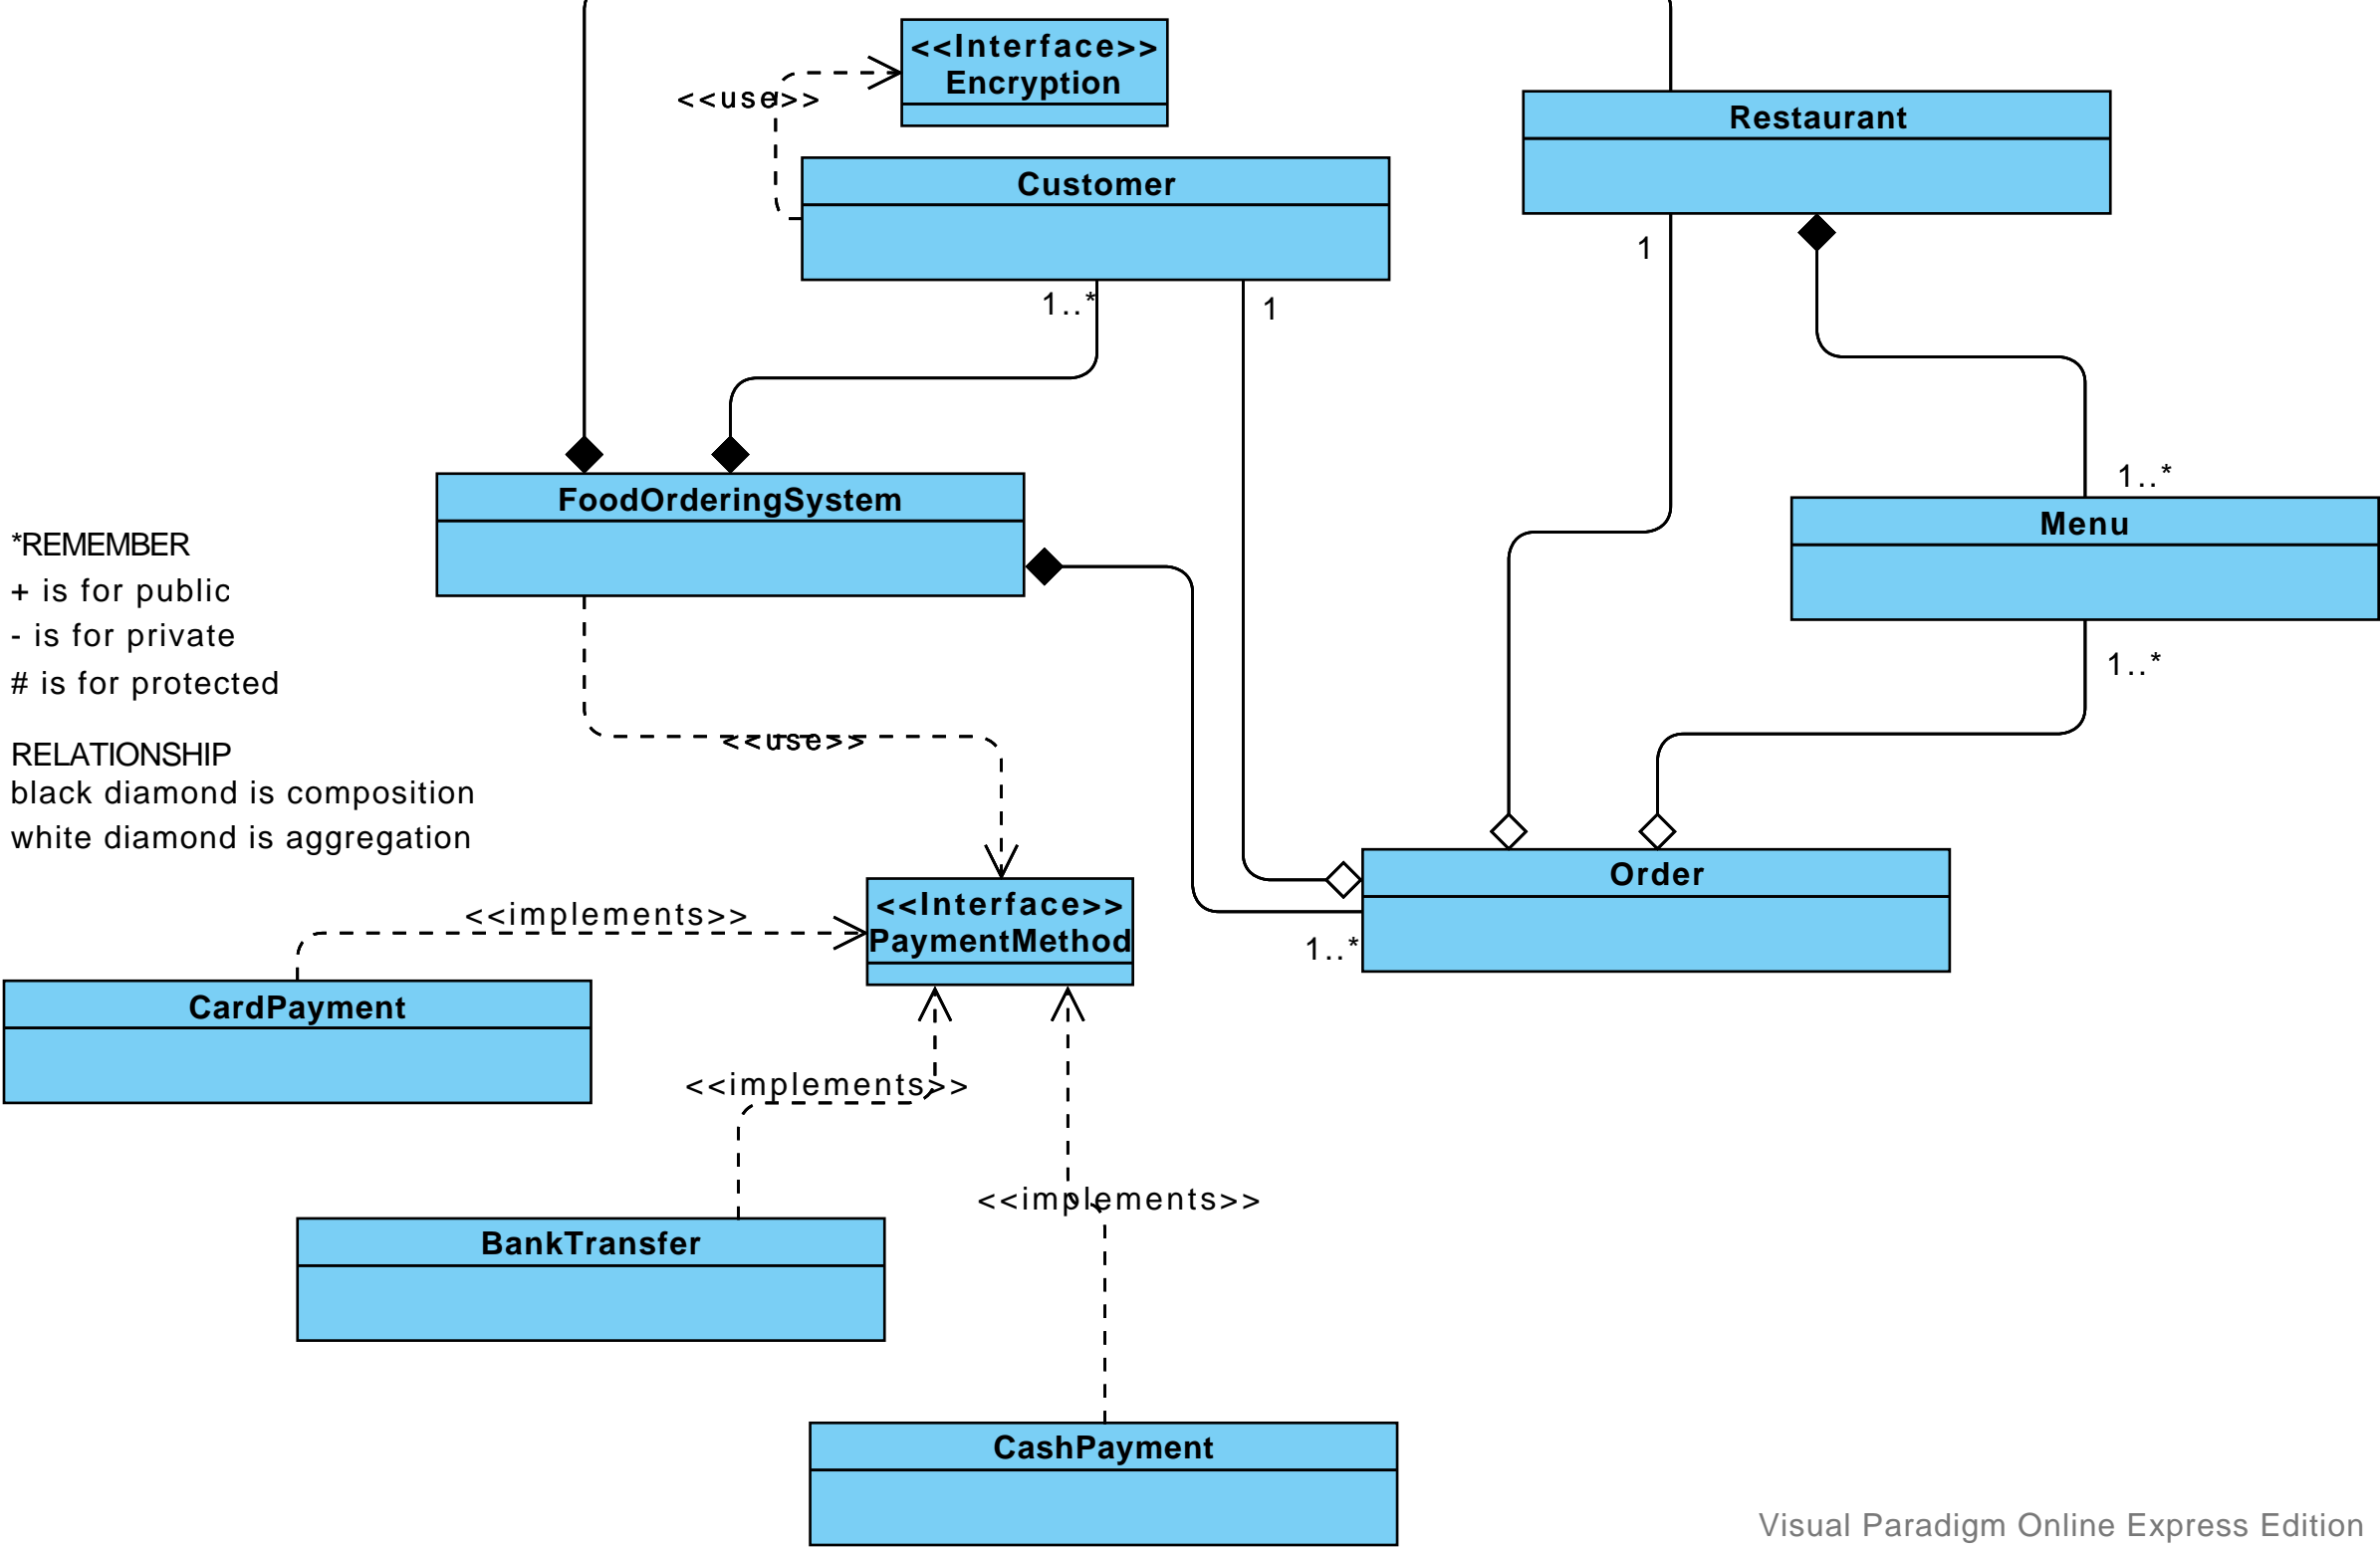 <<Interface>>
Encryption
<<use>>
Restaurant
Customer
1
1..*
1
1..*
FoodOrderingSystem
Menu
*REMEMBER
+ is for public
- is for private
# is for protected
1..*
<<use>>
RELATIONSHIP
black diamond is composition
white diamond is aggregation
Order
<<Interface>>
PaymentMethod
<<implements>>
1..*
CardPayment
<<implements>>
<<implements>>
BankTransfer
CashPayment
Visual Paradigm Online Express Edition